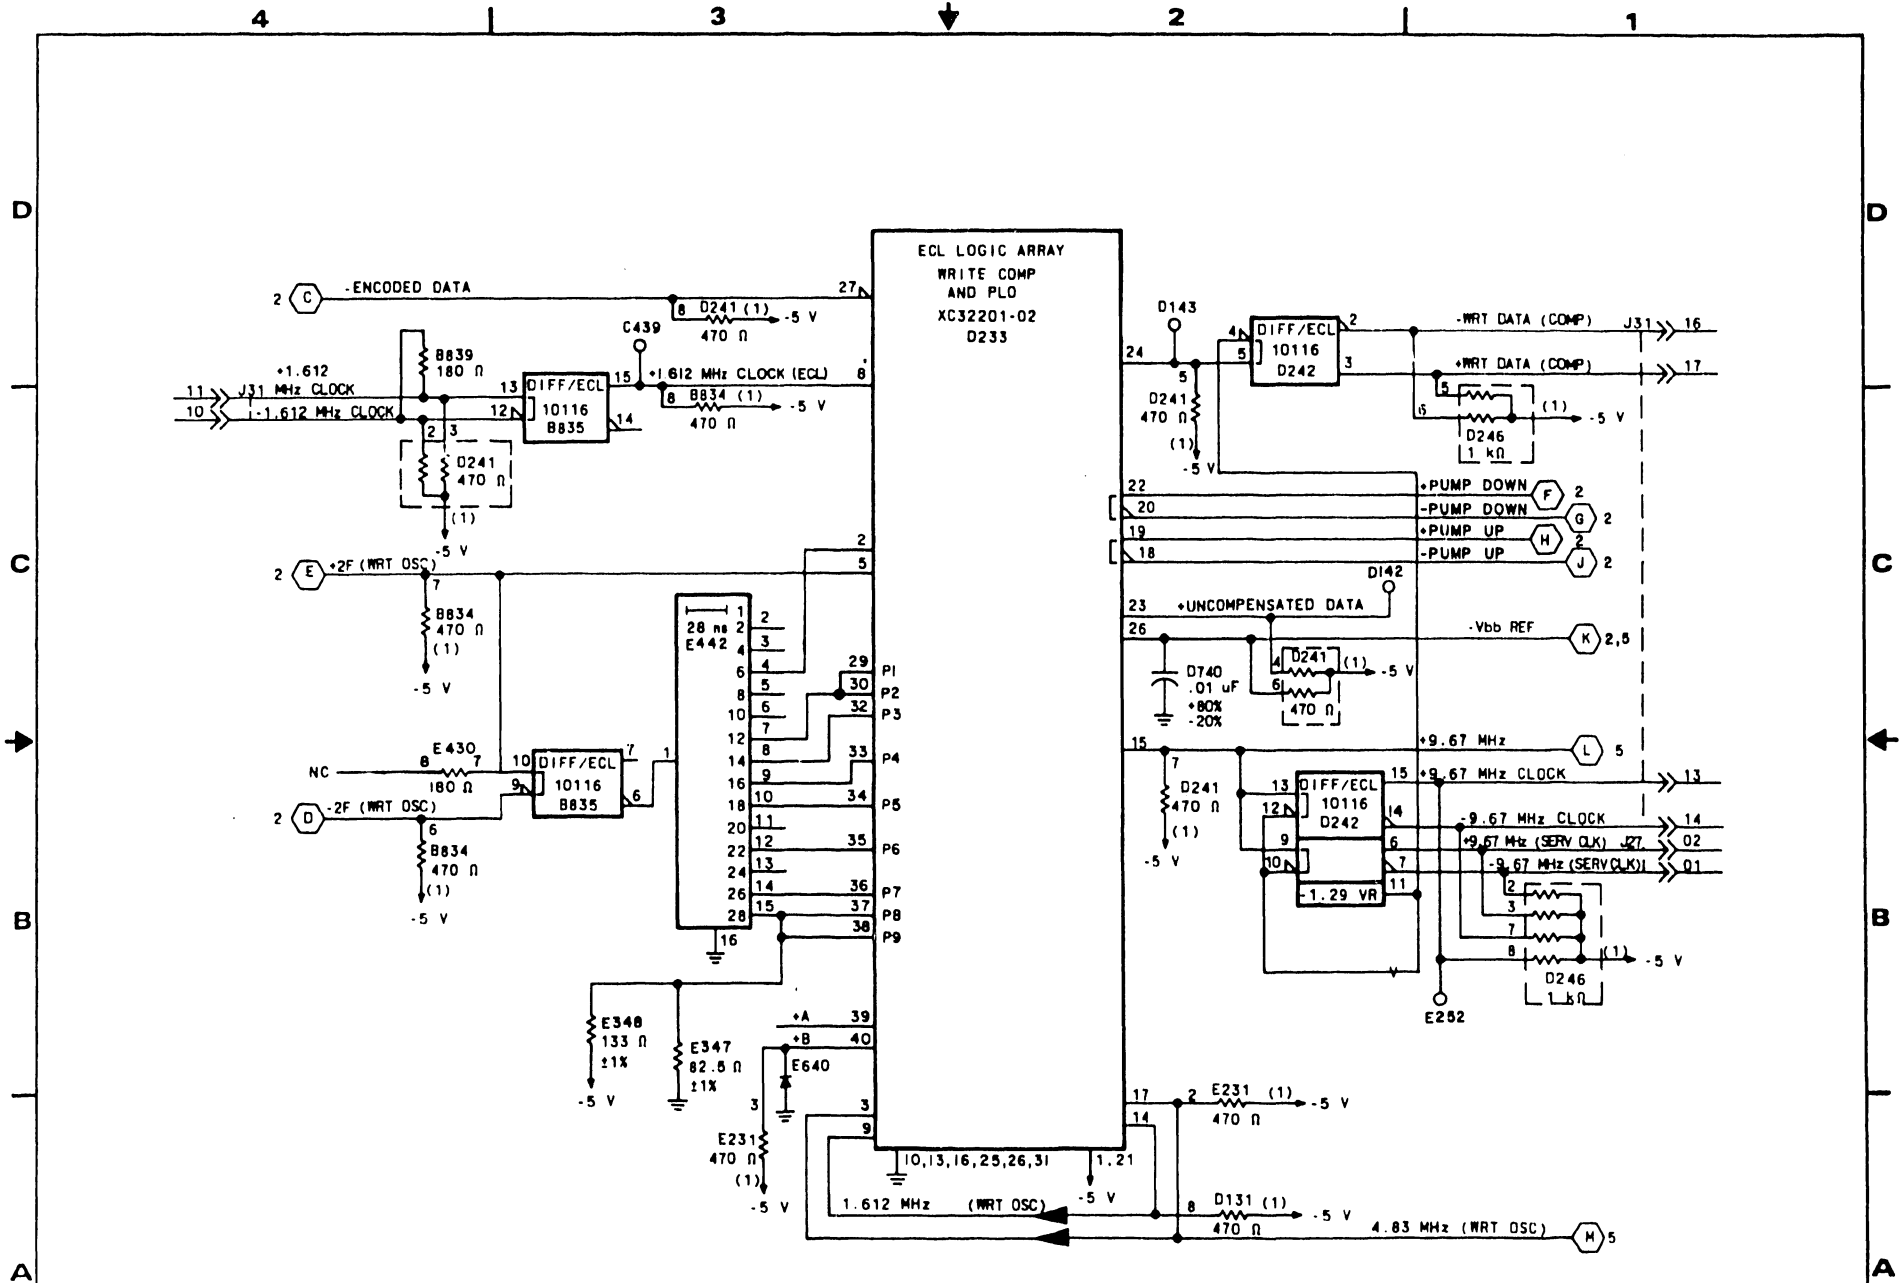 4 3 2 1
D D
ECL LOGIC ARRAY
WRITE COMP
AND PLO
XC32201-02
D233
2 C -ENCODED DATA 27
8 D241 (1) -5 V
470 Ω
C439
B839
180 Ω
+1.612
11 J31 MHz CLOCK 13 DIFF/ECL 15 +1.612 MHz CLOCK (ECL) 8
10 -1.612 MHz CLOCK 12 10116 14
B835
8 B834 (1) -5 V
470 Ω
2 3
D241
470 Ω
(1)
-5 V
D143
24 5
D241
470 Ω
(1)
-5 V
4 DIFF/ECL 2 -WRT DATA (COMP) J31 16
5 10116 3 +WRT DATA (COMP) 17
D242
5
6 (1) -5 V
D246
1 kΩ
22 +PUMP DOWN F 2
20 -PUMP DOWN G 2
19 +PUMP UP H 2
18 -PUMP UP J 2
C C
2 E +2F (WRT OSC) 5
2
7
B834
470 Ω
(1)
-5 V
D142
23 +UNCOMPENSATED DATA
26 -Vbb REF K 2,5
D740
.01 uF
+80%
-20%
4 D241 (1) -5 V
6
470 Ω
28 ns
E442
1
2 2
4 3
6 4
8 5
10 6
12 7
14 8
16 9
18 10
20 11
22 12
24 13
26 14
28 15
16
29 P1
30 P2
32 P3
33 P4
34 P5
35 P6
36 P7
37 P8
38 P9
E430
NC 8 7 10 DIFF/ECL 7 1
180 Ω 9 10116 6
B835
2 D -2F (WRT OSC)
6
B834
470 Ω
(1)
-5 V
15 +9.67 MHz L 5
7
D241
470 Ω
(1)
-5 V
13 DIFF/ECL 15 +9.67 MHz CLOCK 13
12 10116 14 -9.67 MHz CLOCK 14
D242
9 6 +9.67 MHz (SERV CLK) J27 02
10 7 -9.67 MHz (SERV CLK) 01
-1.29 VR 11
2
3
7
8 (1) -5 V
D246
1 kΩ
E252
B B
E348
133 Ω
±1%
-5 V
E347
82.5 Ω
±1%
+A 39
+B 40
E640
3
E231
470 Ω
(1)
-5 V
3
9
10,13,16,25,26,31
1.21
-5 V
17 2 E231 (1) -5 V
14 470 Ω
1.612 MHz (WRT OSC) 8 D131 (1) -5 V
470 Ω
4.83 MHz (WRT OSC) M 5
A A